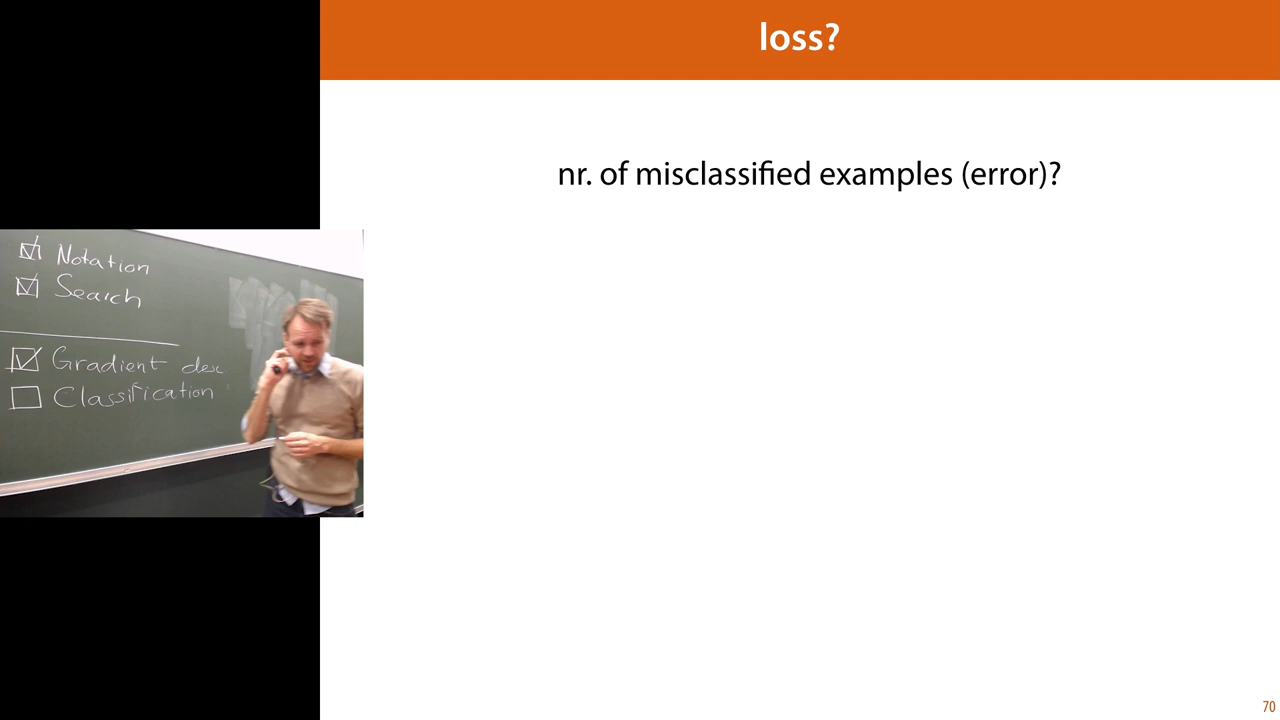 loss?
nr. of misclassified examples (error)?
Notation
Search
Gradient desc
Classification
70